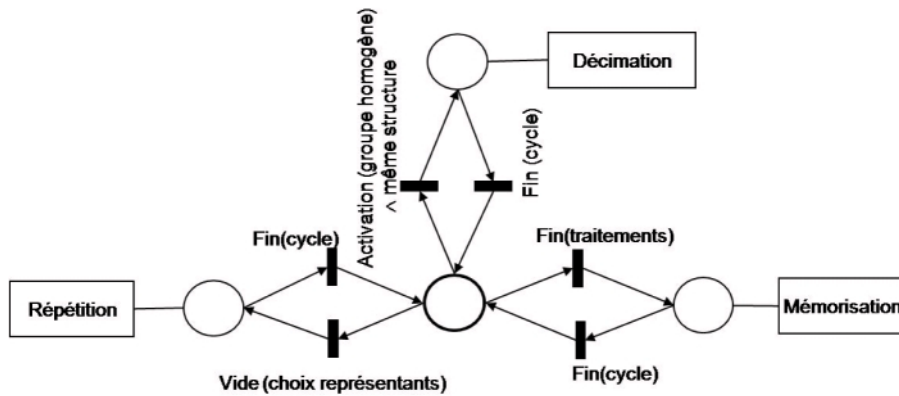 Décimation
Activation (groupe homogène)
^ même structure
Fin (cycle)
Fin(cycle)
Fin(traitements)
Répétition
Mémorisation
Vide (choix représentants)
Fin(cycle)